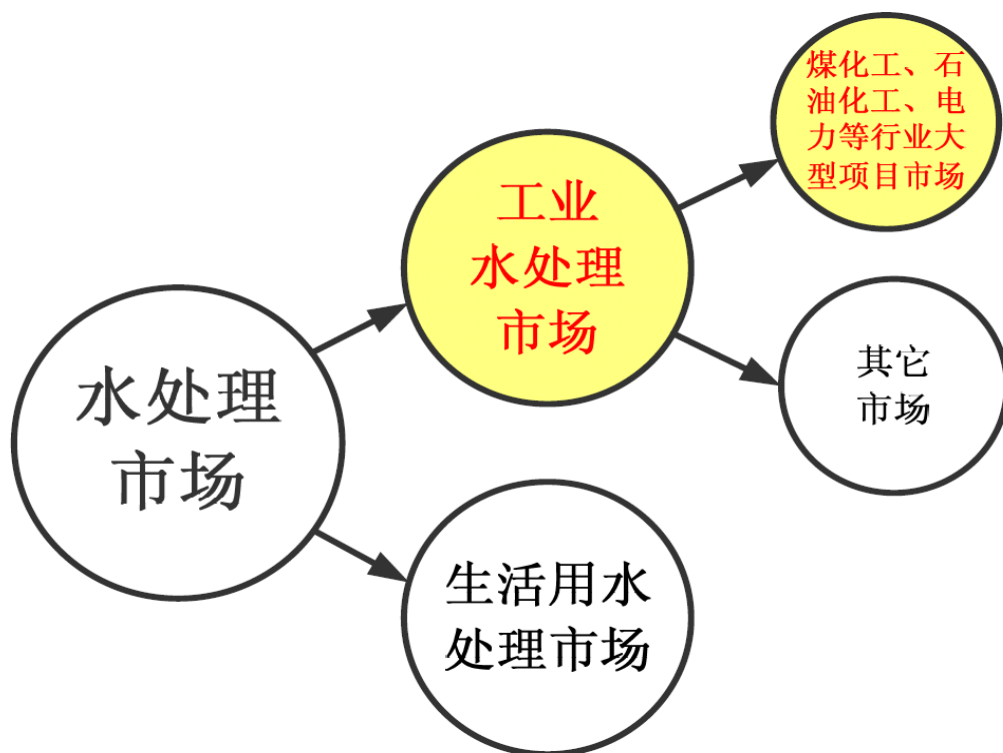 水处理
市场
工业
水处理
市场
生活用水
处理市场
煤化工、石
油化工、电
力等行业大
型项目市场
其它
市场